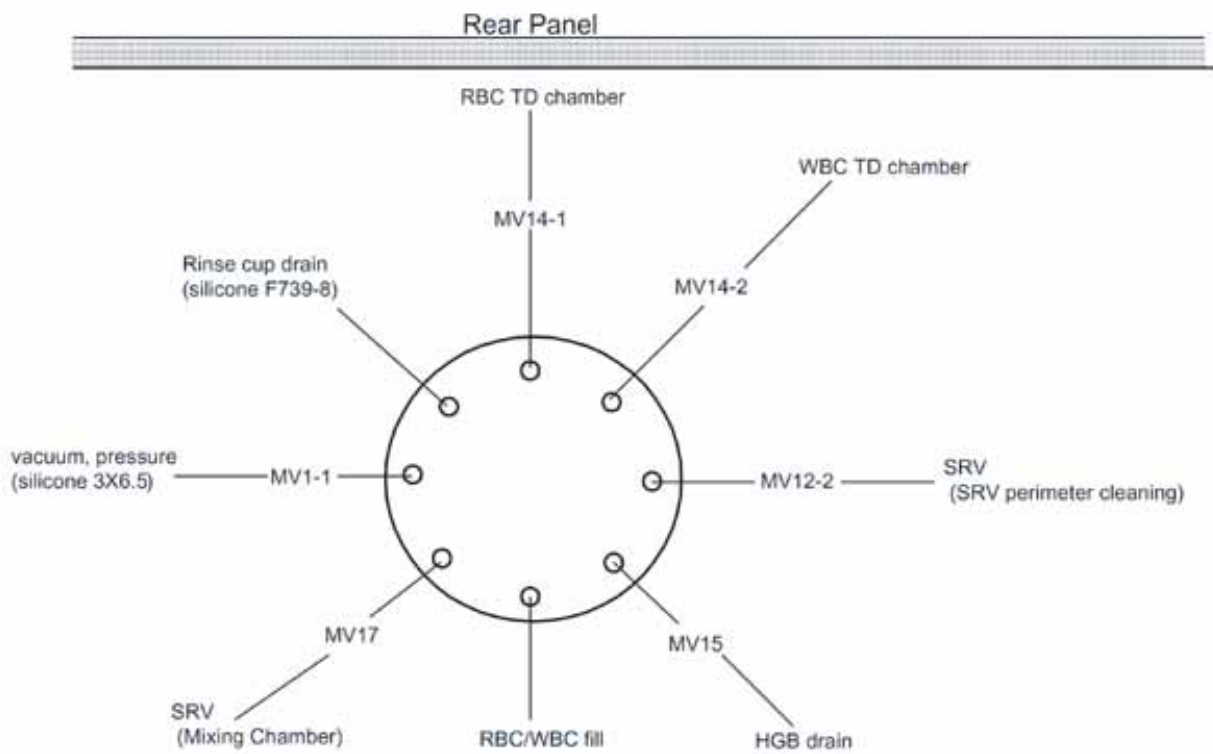 Rear Panel
RBC TD chamber
WBC TD chamber
MV14-1
Rinse cup drain
(silicone F739-8)
MV14-2
vacuum, pressure
(silicone 3X6.5)
MV1-1
MV12-2
SRV
(SRV perimeter cleaning)
MV17
MV15
SRV
(Mixing Chamber)
RBC/WBC fill
HGB drain